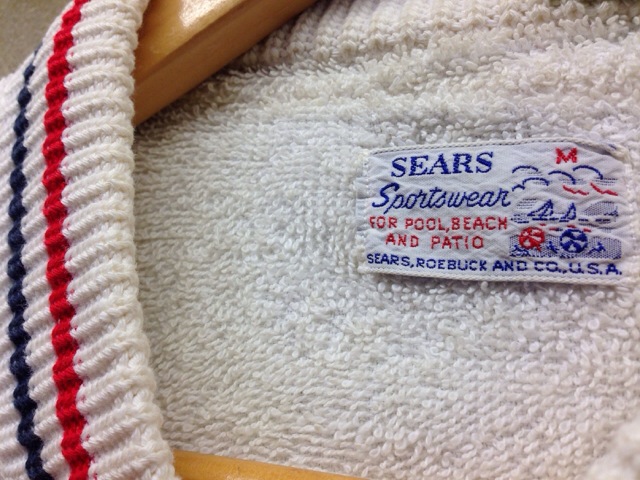 SEARS
M
Sportswear
FOR POOL, BEACH
AND PATIO
SEARS, ROEBUCK AND CO., U.S.A.